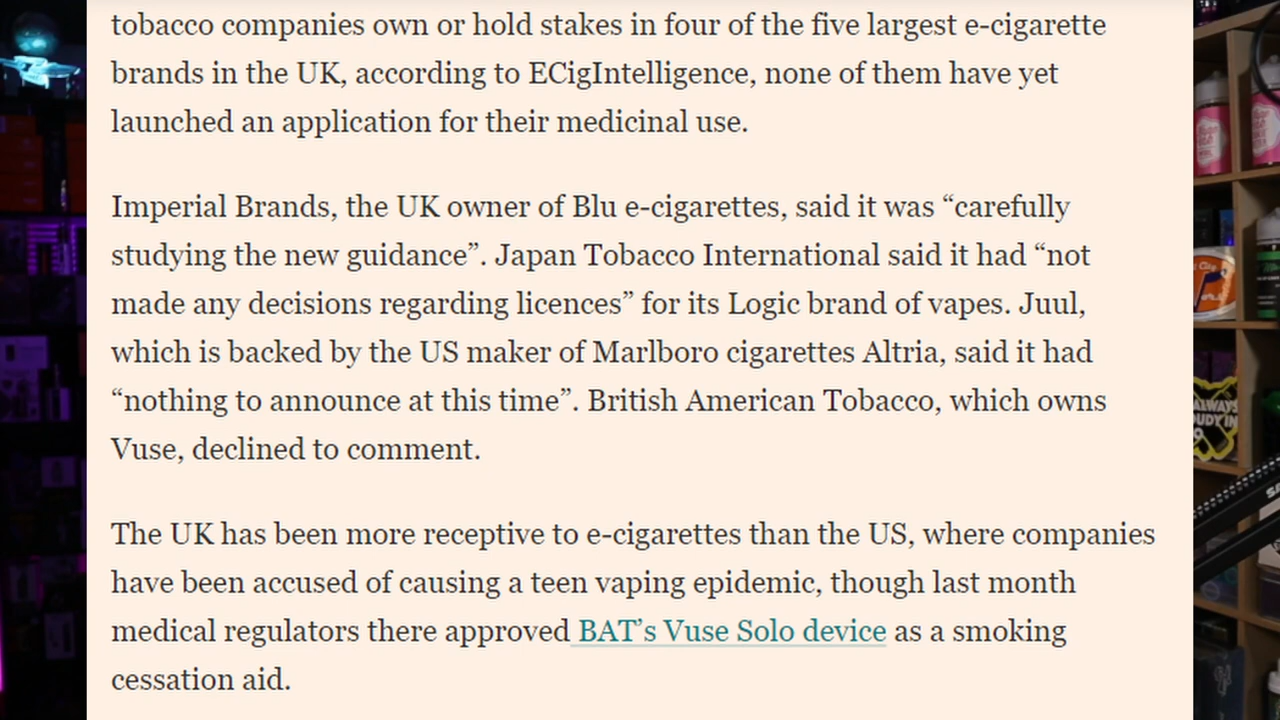 tobacco companies own or hold stakes in four of the five largest e-cigarette
brands in the UK, according to ECigIntelligence, none of them have yet
launched an application for their medicinal use.
Imperial Brands, the UK owner of Blu e-cigarettes, said it was “carefully
studying the new guidance”. Japan Tobacco International said it had “not
made any decisions regarding licences” for its Logic brand of vapes. Juul,
which is backed by the US maker of Marlboro cigarettes Altria, said it had
“nothing to announce at this time”. British American Tobacco, which owns
Vuse, declined to comment.
The UK has been more receptive to e-cigarettes than the US, where companies
have been accused of causing a teen vaping epidemic, though last month
medical regulators there approved BAT’s Vuse Solo device as a smoking
cessation aid.
ALWAYS